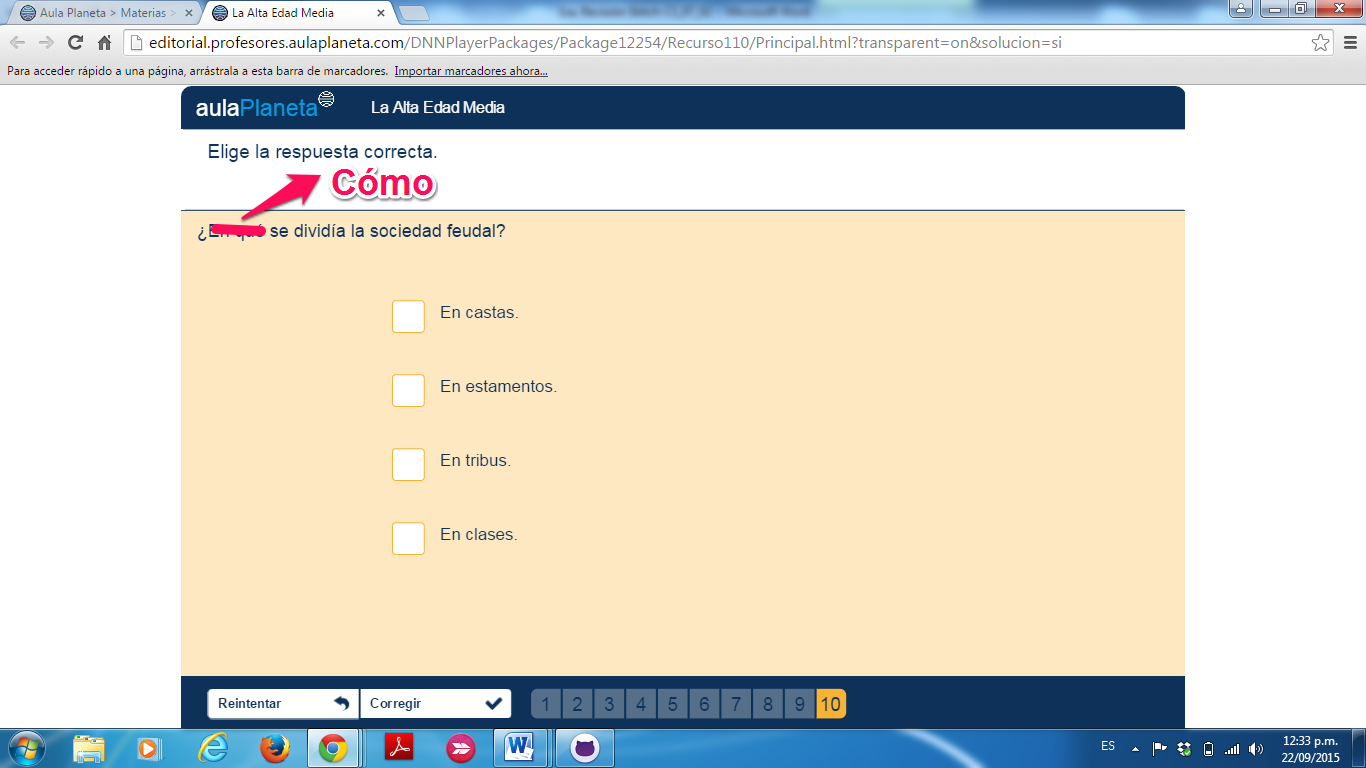 Aula Planeta > Materias >
La Alta Edad Media
editorial.profesores.aulaplaneta.com/DNNPlayerPackages/Package12254/Recurso110/Principal.html?transparent=on&solucion=si
Para acceder rápido a una página, arrástrala a esta barra de marcadores. Importar marcadores ahora...
aulaPlaneta La Alta Edad Media
Elige la respuesta correcta.
Cómo
¿En qué se dividía la sociedad feudal?
En castas.
En estamentos.
En tribus.
En clases.
Reintentar Corregir 1 2 3 4 5 6 7 8 9 10
ES 12:33 p.m.
22/09/2015